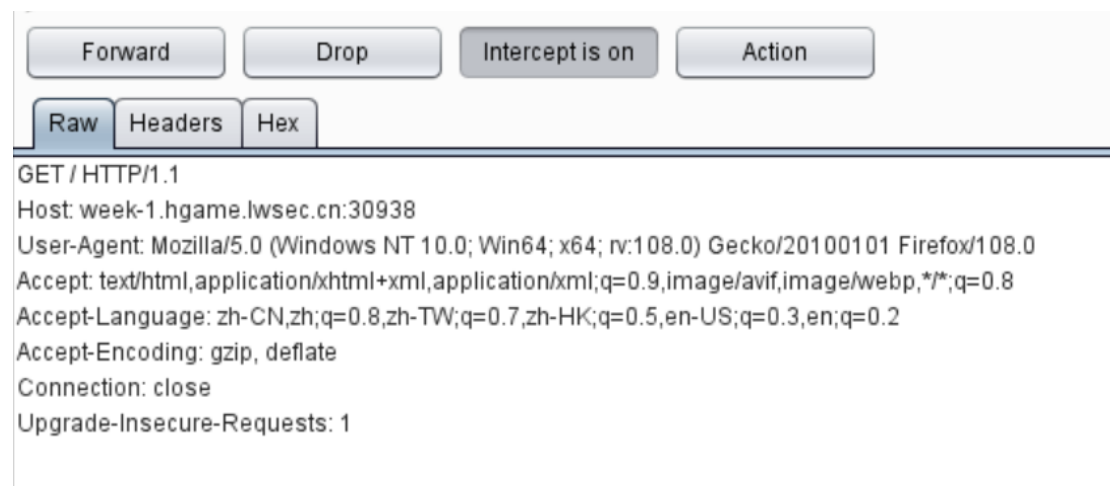 Forward Drop Intercept is on Action
Raw Headers Hex
GET / HTTP/1.1
Host: week-1.hgame.lwsec.cn:30938
User-Agent: Mozilla/5.0 (Windows NT 10.0; Win64; x64; rv:108.0) Gecko/20100101 Firefox/108.0
Accept: text/html,application/xhtml+xml,application/xml;q=0.9,image/avif,image/webp,*/*;q=0.8
Accept-Language: zh-CN,zh;q=0.8,zh-TW;q=0.7,zh-HK;q=0.5,en-US;q=0.3,en;q=0.2
Accept-Encoding: gzip, deflate
Connection: close
Upgrade-Insecure-Requests: 1